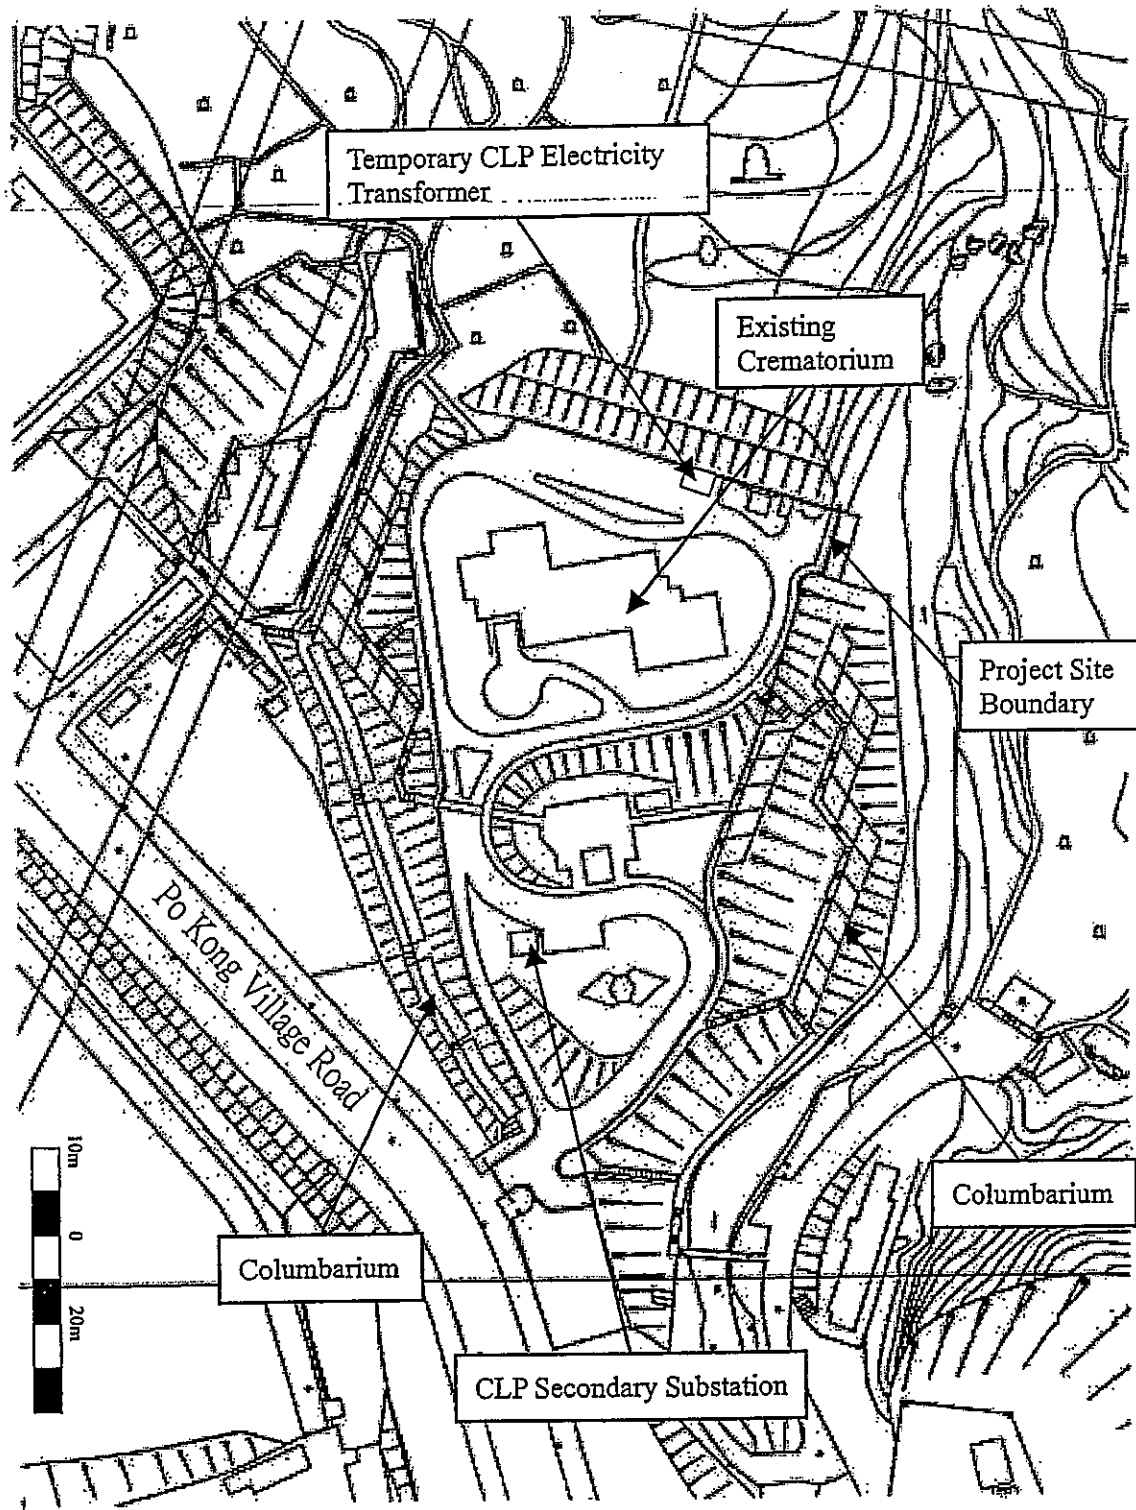 Temporary CLP Electricity
Transformer
Existing
Crematorium
Project Site
Boundary
Po Kong Village Road
10m
0
20m
Columbarium
Columbarium
CLP Secondary Substation